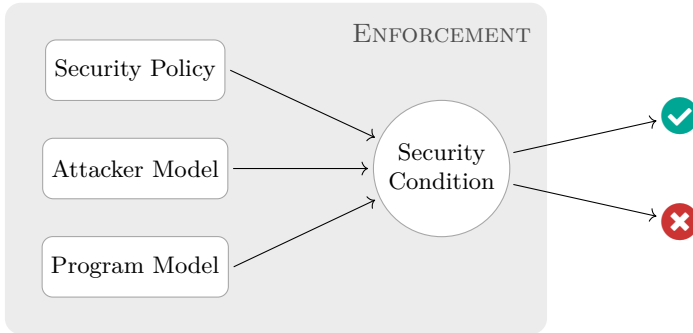 ENFORCEMENT
Security Policy
Attacker Model
Program Model
Security
Condition